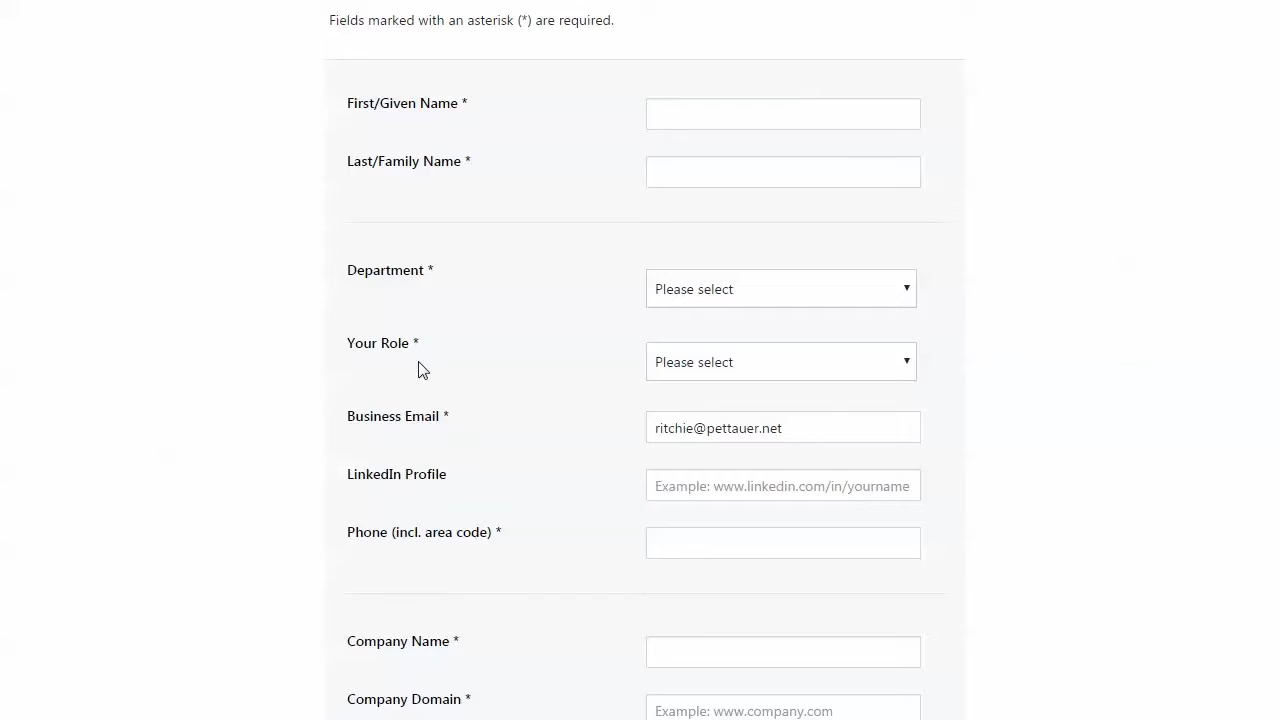 Fields marked with an asterisk (*) are required.
First/Given Name *
Last/Family Name *
Department *
Please select
Your Role *
Please select
Business Email *
ritchie@pettauer.net
LinkedIn Profile
Example: www.linkedin.com/in/yourname
Phone (incl. area code) *
Company Name *
Company Domain *
Example: www.company.com